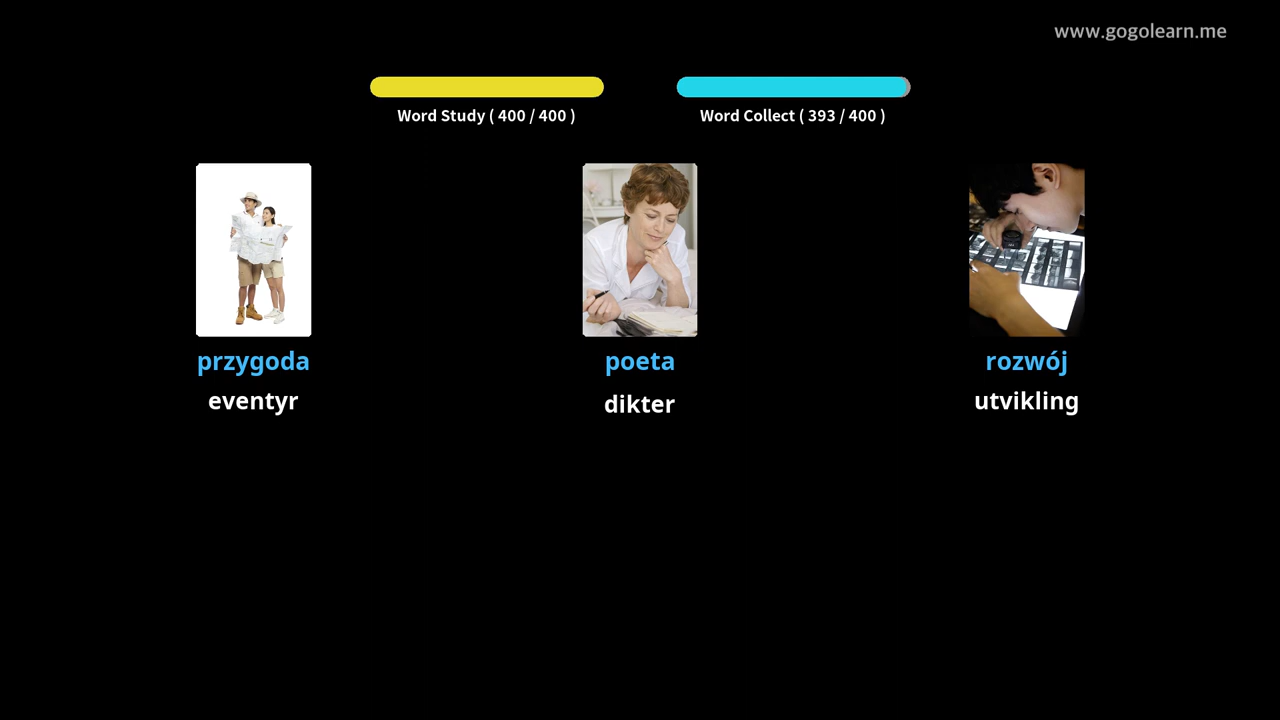 www.gogolearn.me
Word Study ( 400 / 400 )
Word Collect ( 393 / 400 )
przygoda
eventyr
poeta
dikter
rozwój
utvikling